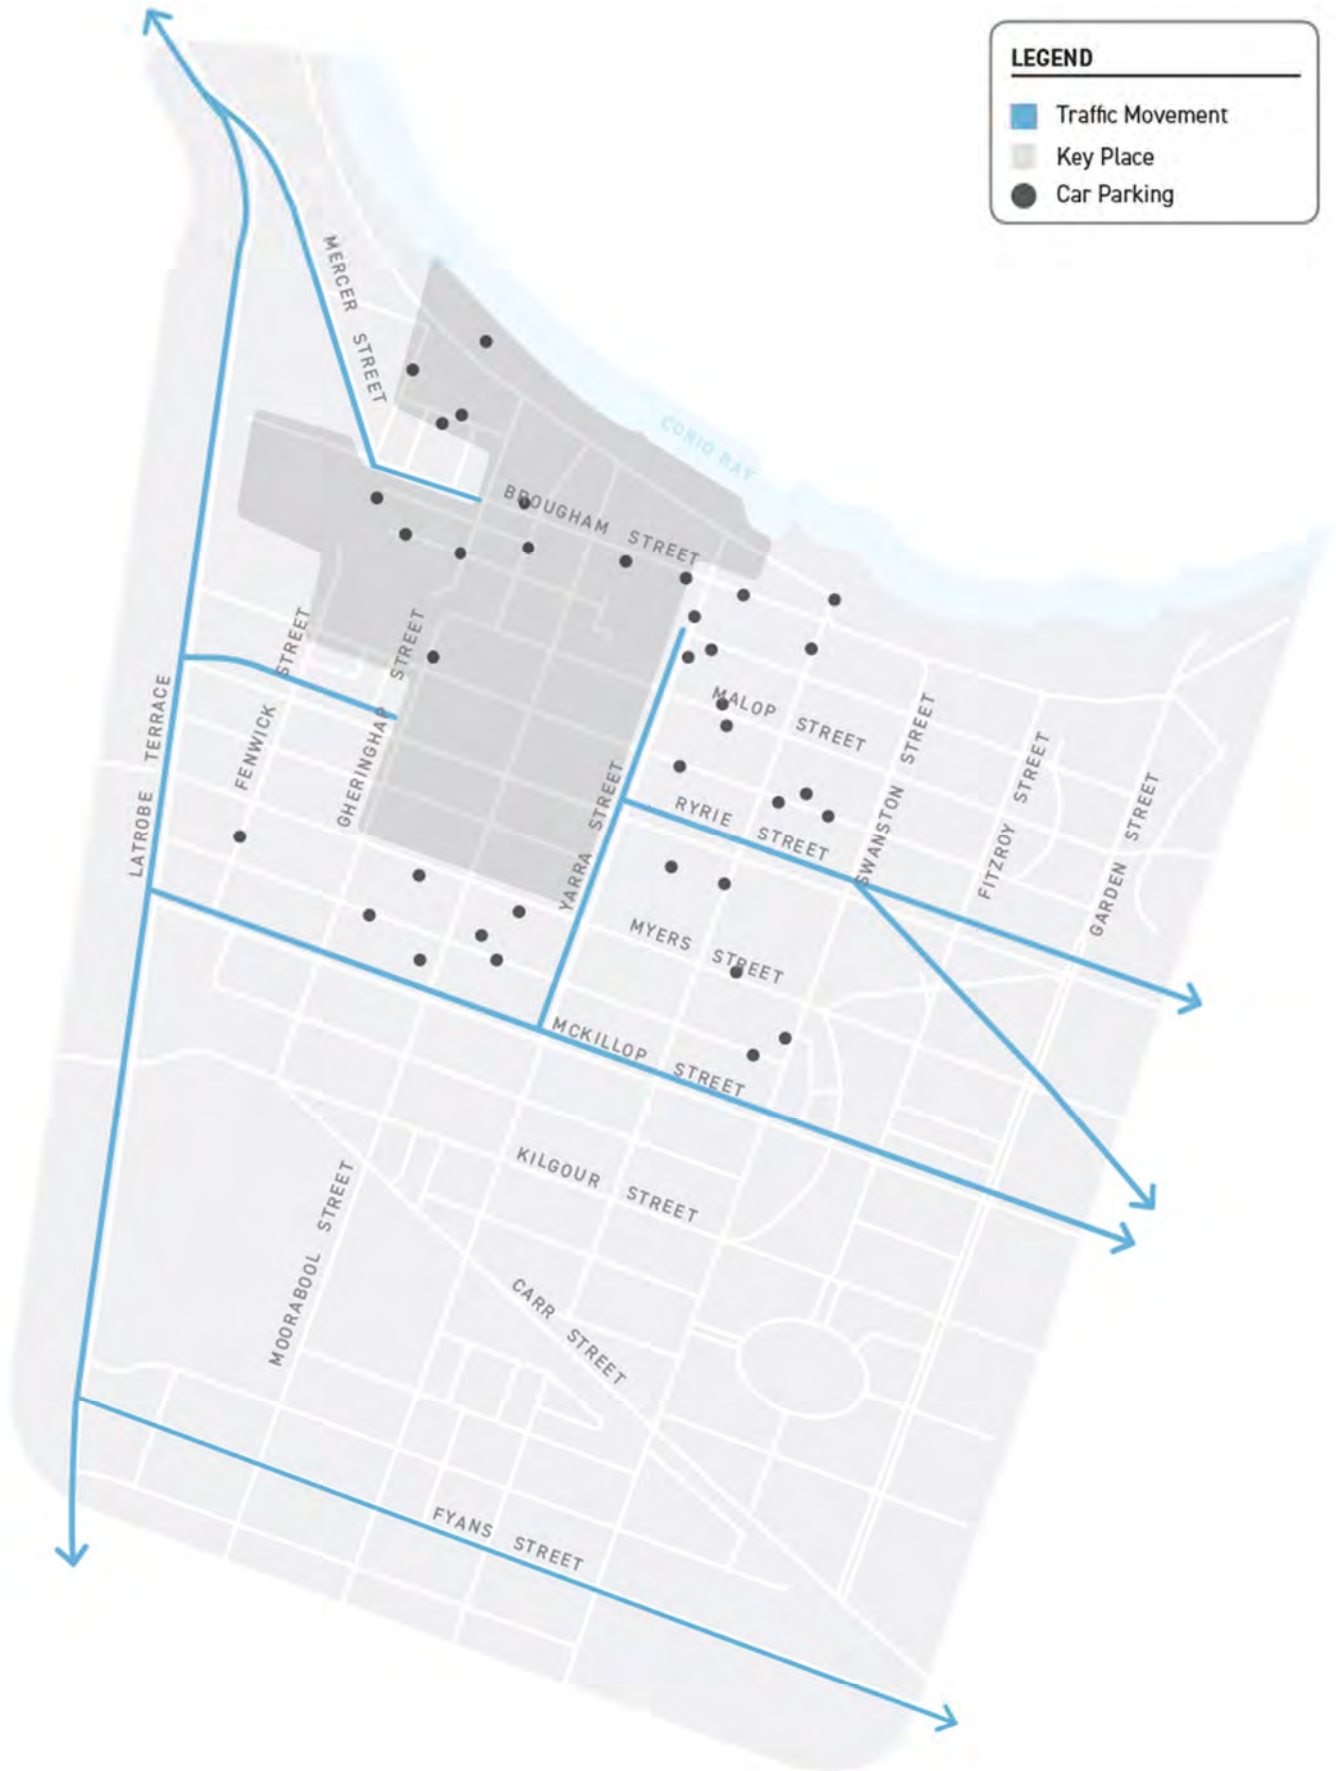 LEGEND
Traffic Movement
Key Place
Car Parking
MERCER STREET
CORIO BAY
BROUGHAM STREET
MALOP STREET
RYRIE STREET
MYERS STREET
MCKILLOP STREET
KILGOUR STREET
CARR STREET
FYANS STREET
LATROBE TERRACE
FENWICK STREET
GHERINGHAP STREET
MOORABOOL STREET
YARRA STREET
SWANSTON STREET
FITZROY STREET
GARDEN STREET